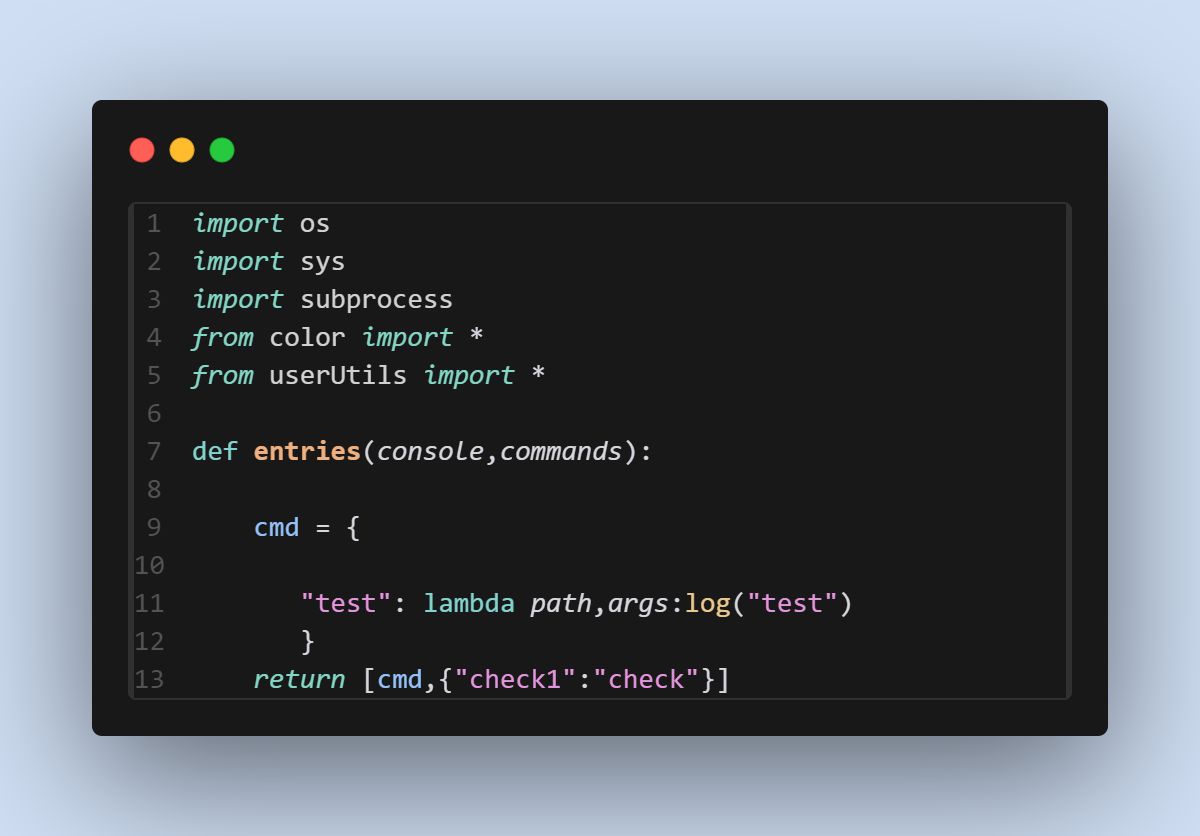 1 import os
2 import sys
3 import subprocess
4 from color import *
5 from userUtils import *
6
7 def entries(console,commands):
8
9     cmd = {
10
11        "test": lambda path,args:log("test")
12        }
13     return [cmd,{"check1":"check"}]